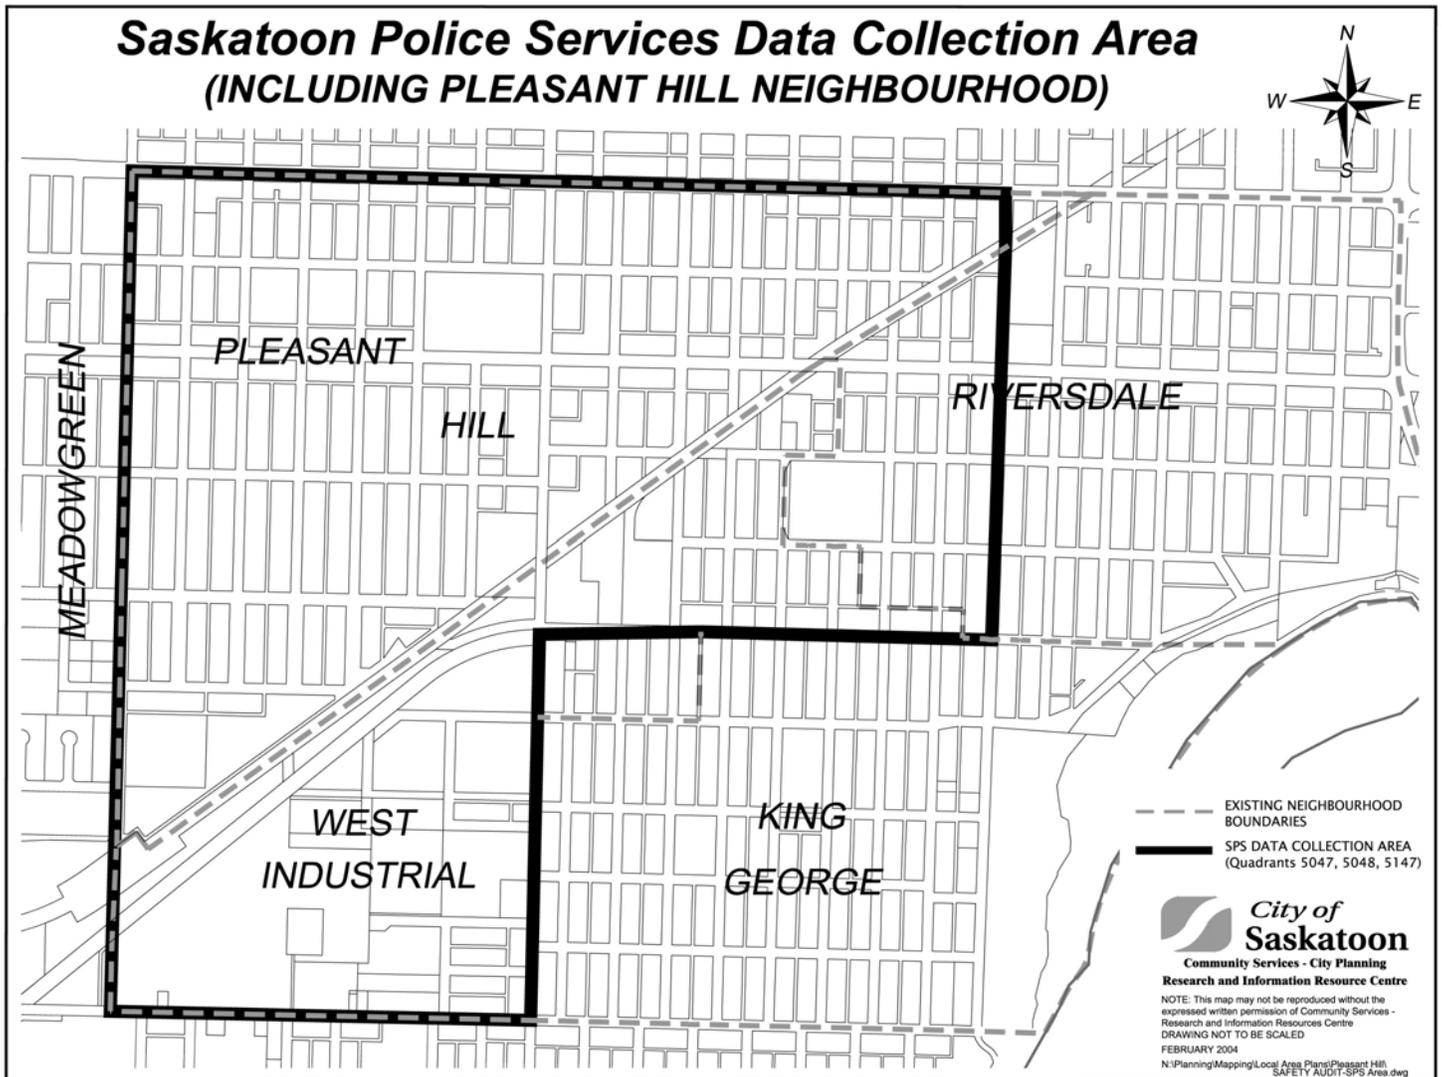 Saskatoon Police Services Data Collection Area
(INCLUDING PLEASANT HILL NEIGHBOURHOOD)
N
W E
S
PLEASANT
HILL
RIVERSDALE
MEADOWGREEN
WEST
INDUSTRIAL
KING
GEORGE
EXISTING NEIGHBOURHOOD
BOUNDARIES
SPS DATA COLLECTION AREA
(Quadrants 5047, 5048, 5147)
City of
Saskatoon
Community Services - City Planning
Research and Information Resource Centre
NOTE: This map may not be reproduced without the
expressed written permission of Community Services -
Research and Information Resources Centre
DRAWING NOT TO BE SCALED
FEBRUARY 2004
N:\Planning\Mapping\Local Area Plans\Pleasant Hill\
SAFETY AUDIT-SPS Area.dwg